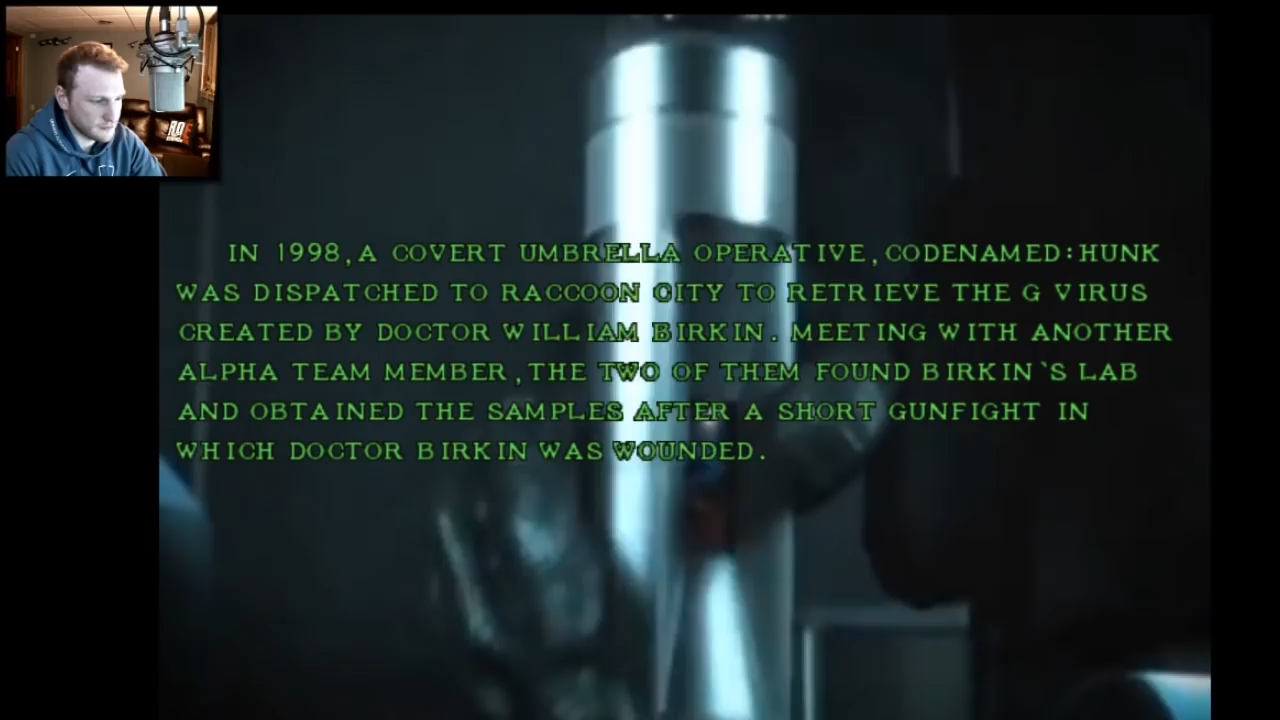 IN 1998,A COVERT UMBRELLA OPERATIVE,CODENAMED:HUNK
WAS DISPATCHED TO RACCOON CITY TO RETRIEVE THE G VIRUS
CREATED BY DOCTOR WILLIAM BIRKIN. MEETING WITH ANOTHER
ALPHA TEAM MEMBER,THE TWO OF THEM FOUND BIRKIN`S LAB
AND OBTAINED THE SAMPLES AFTER A SHORT GUNFIGHT IN
WHICH DOCTOR BIRKIN WAS WOUNDED.